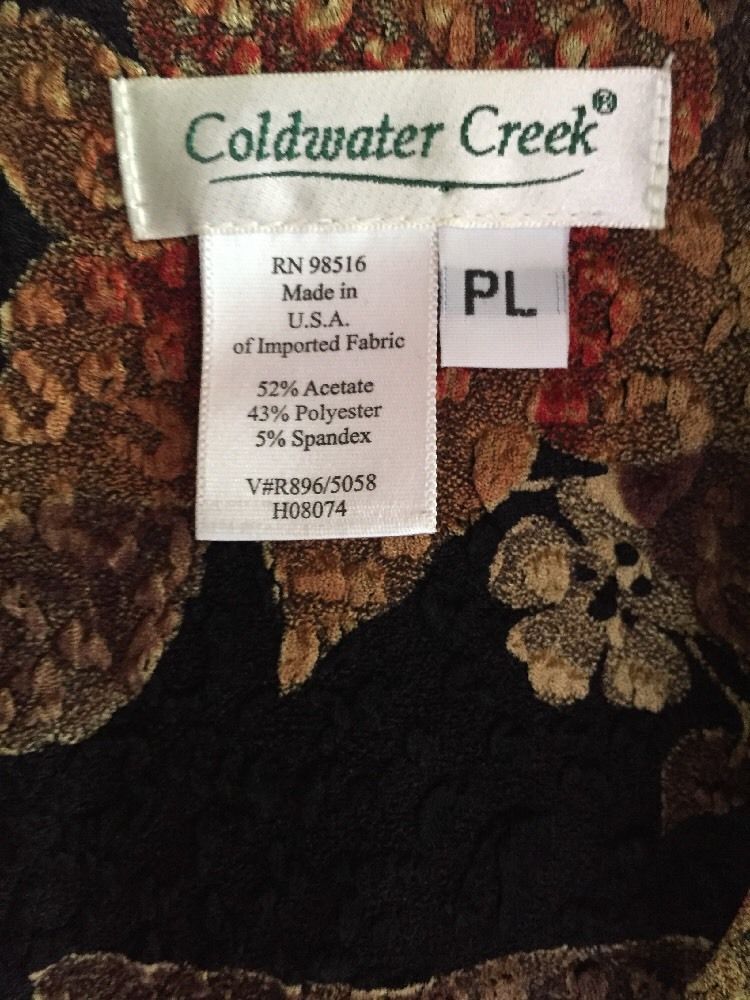 Coldwater Creek®
RN 98516
Made in
U.S.A.
of Imported Fabric
52% Acetate
43% Polyester
5% Spandex
V#R896/5058
H08074
PL